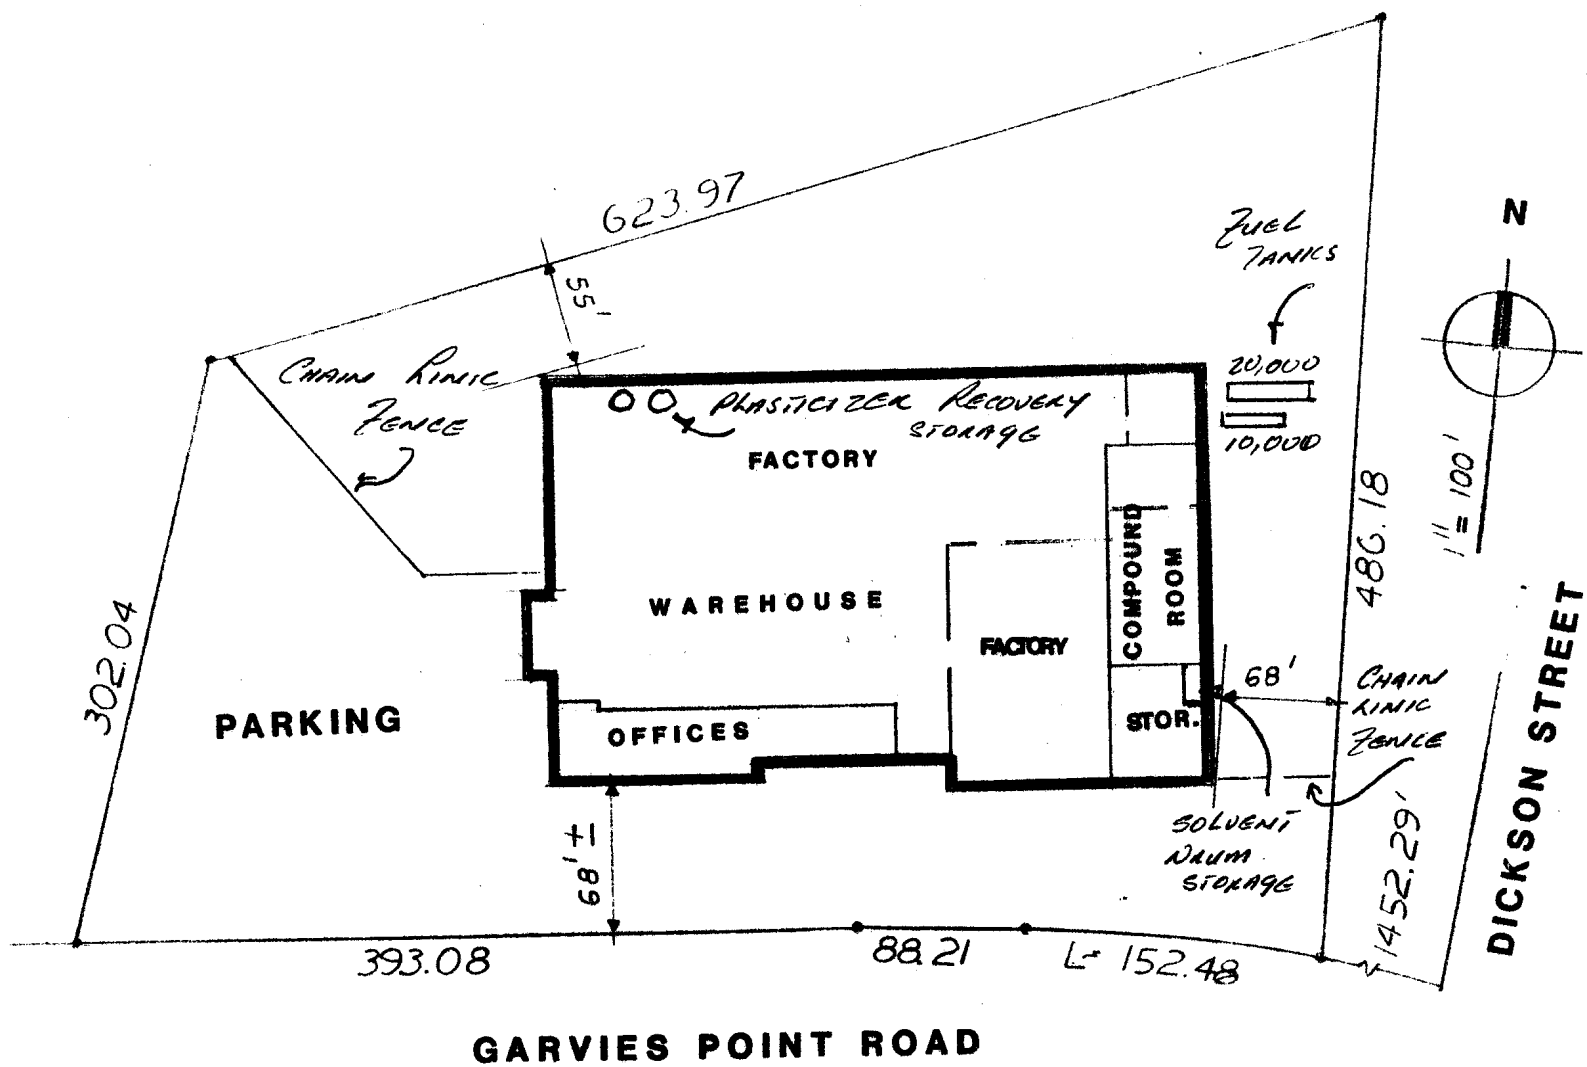 623.97
55'
FUEL
TANKS
N
CHAIN LINK
FENCE
20,000
10,000
PLASTICIZER RECOVERY
STORAGE
FACTORY
1" = 100'
486.18
COMPOUND
ROOM
WAREHOUSE
FACTORY
302.04
PARKING
OFFICES
STOR.
68'
CHAIN
LINK
FENCE
DICKSON STREET
68' ±
SOLVENT
DRUM
STORAGE
1452.29'
393.08
88.21
L= 152.48
GARVIES POINT ROAD